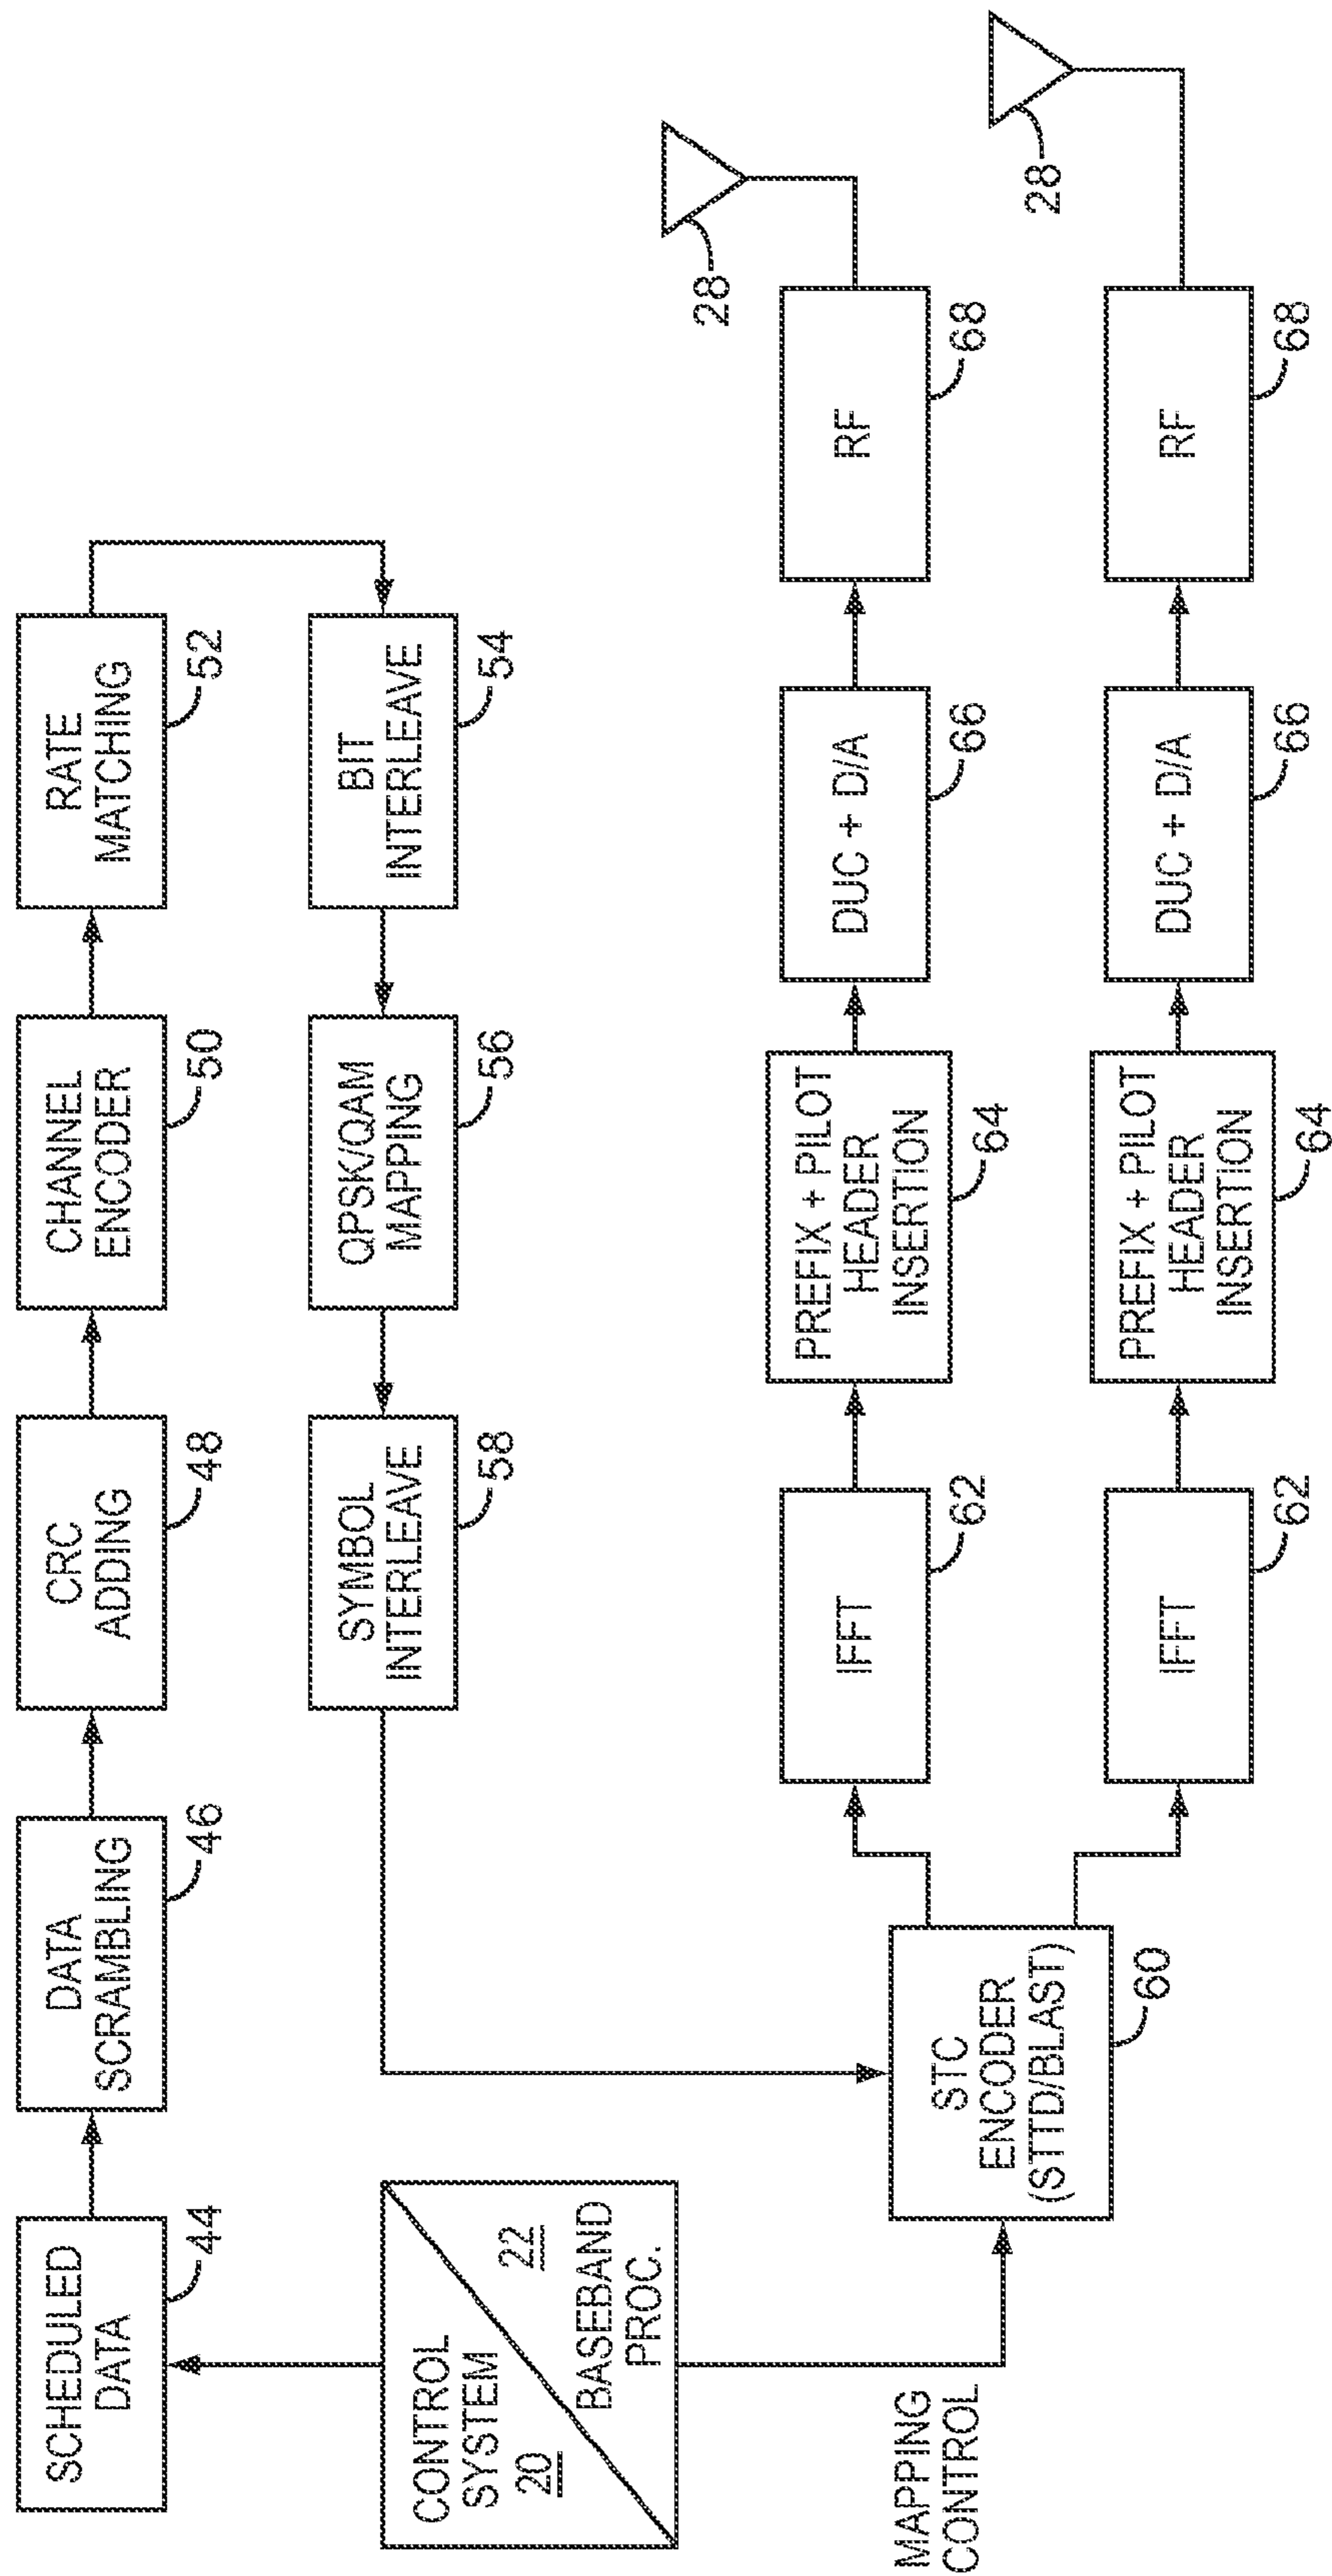 SCHEDULED
DATA
44
DATA
SCRAMBLING
46
CRC
ADDING
48
CHANNEL
ENCODER
50
RATE
MATCHING
52
BIT
INTERLEAVE
54
QPSK/QAM
MAPPING
56
SYMBOL
INTERLEAVE
58
CONTROL
SYSTEM
20
22
BASEBAND
PROC.
MAPPING
CONTROL
STC
ENCODER
(STTD/BLAST)
60
IFFT
62
PREFIX + PILOT
HEADER
INSERTION
64
DUC + D/A
66
RF
68
28
IFFT
62
PREFIX + PILOT
HEADER
INSERTION
64
DUC + D/A
66
RF
68
28